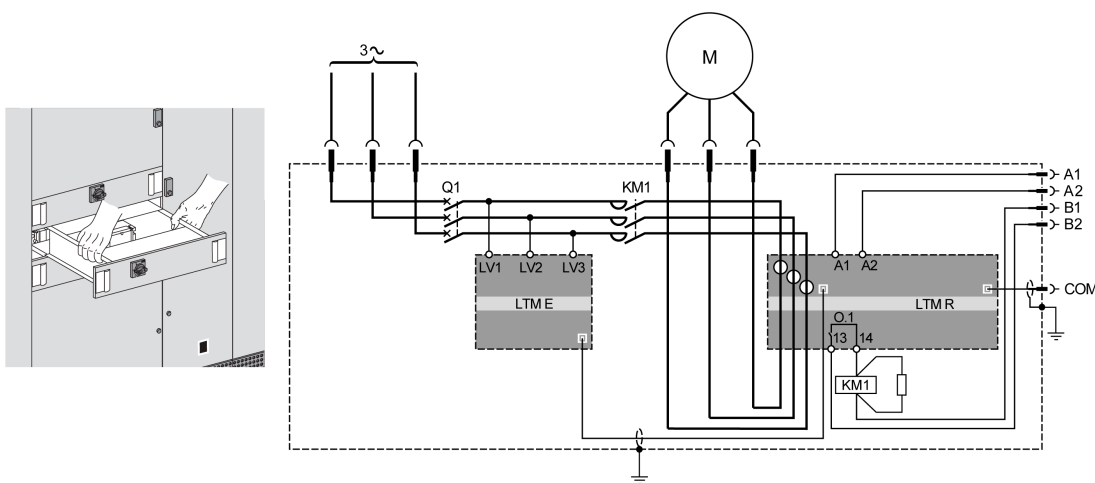 3~
M
A1
A2
B1
B2
Q1
KM1
LV1 LV2 LV3
A1 A2
LTM E
LTM R
COM
O.1
13 14
KM1